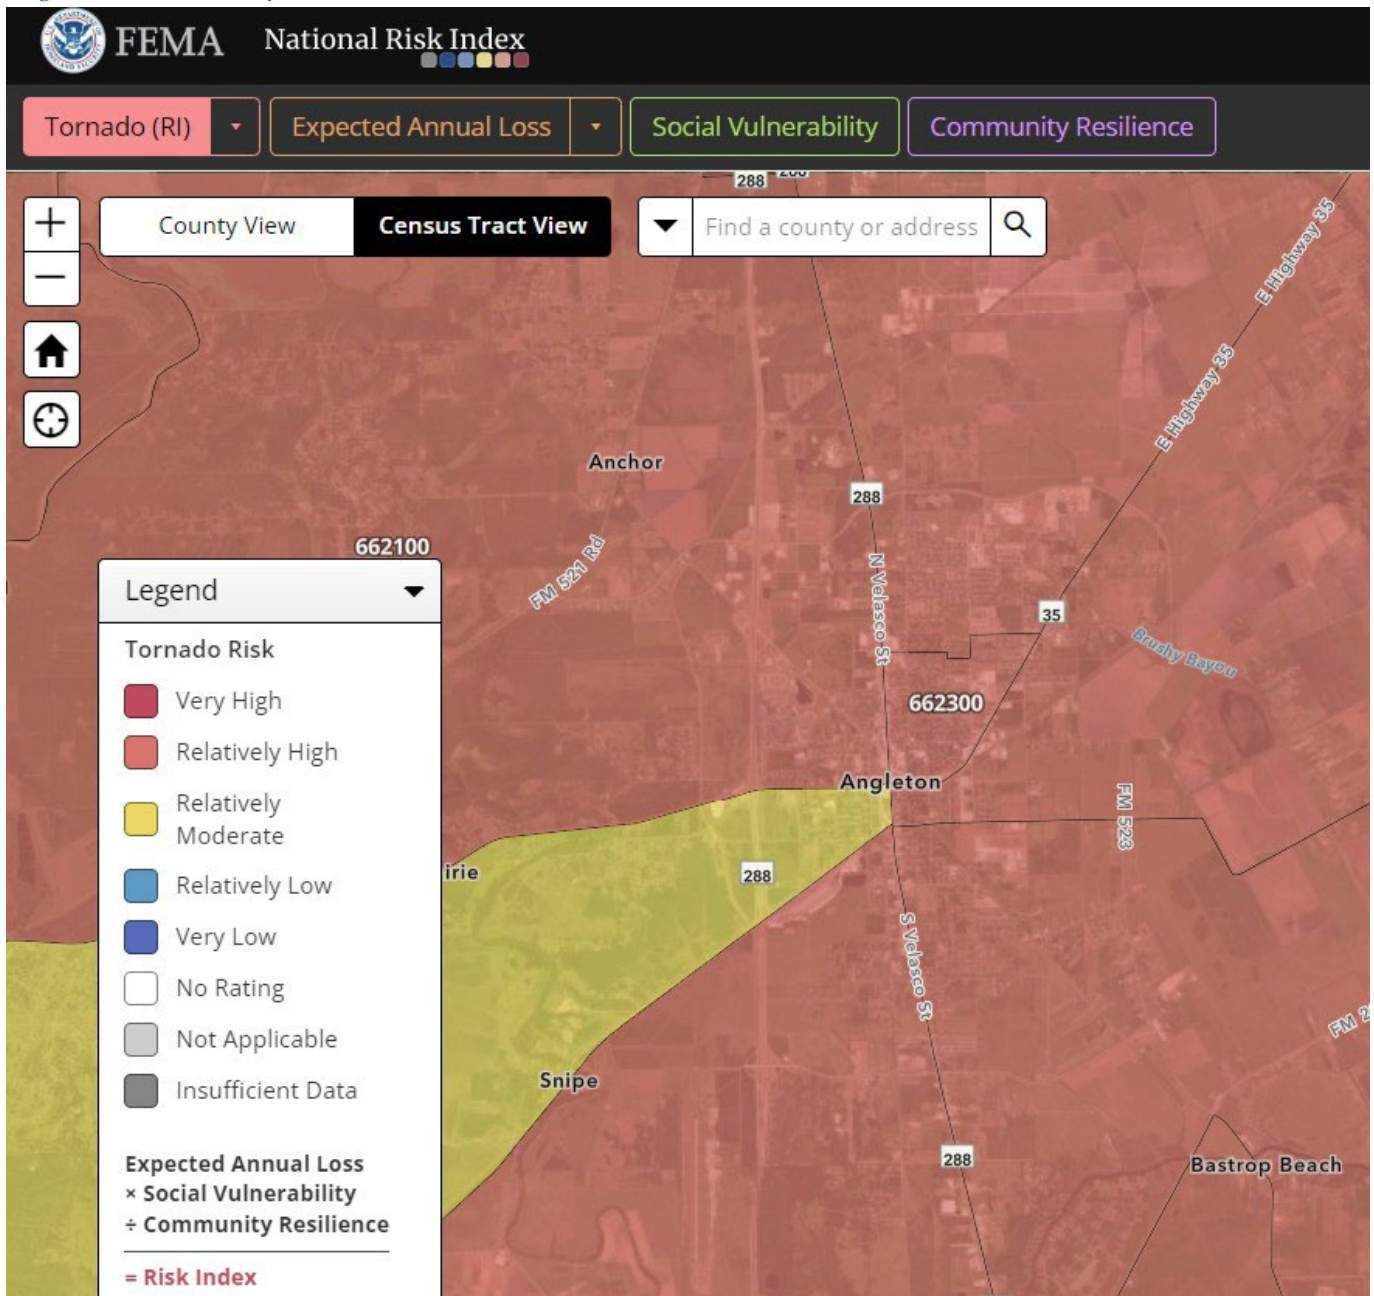 FEMA National Risk Index
Tornado (RI)
Expected Annual Loss
Social Vulnerability
Community Resilience
288
County View
Census Tract View
Find a county or address
E Highway 35
E Highway 35
Anchor
288
662100
FM 521 Rd
N Velasco St
35
Brushy Bayou
662300
Angleton
FM 523
irie
288
S Velasco St
FM 2
Snipe
288
Bastrop Beach
Legend
Tornado Risk
Very High
Relatively High
Relatively
Moderate
Relatively Low
Very Low
No Rating
Not Applicable
Insufficient Data
Expected Annual Loss
× Social Vulnerability
÷ Community Resilience
= Risk Index